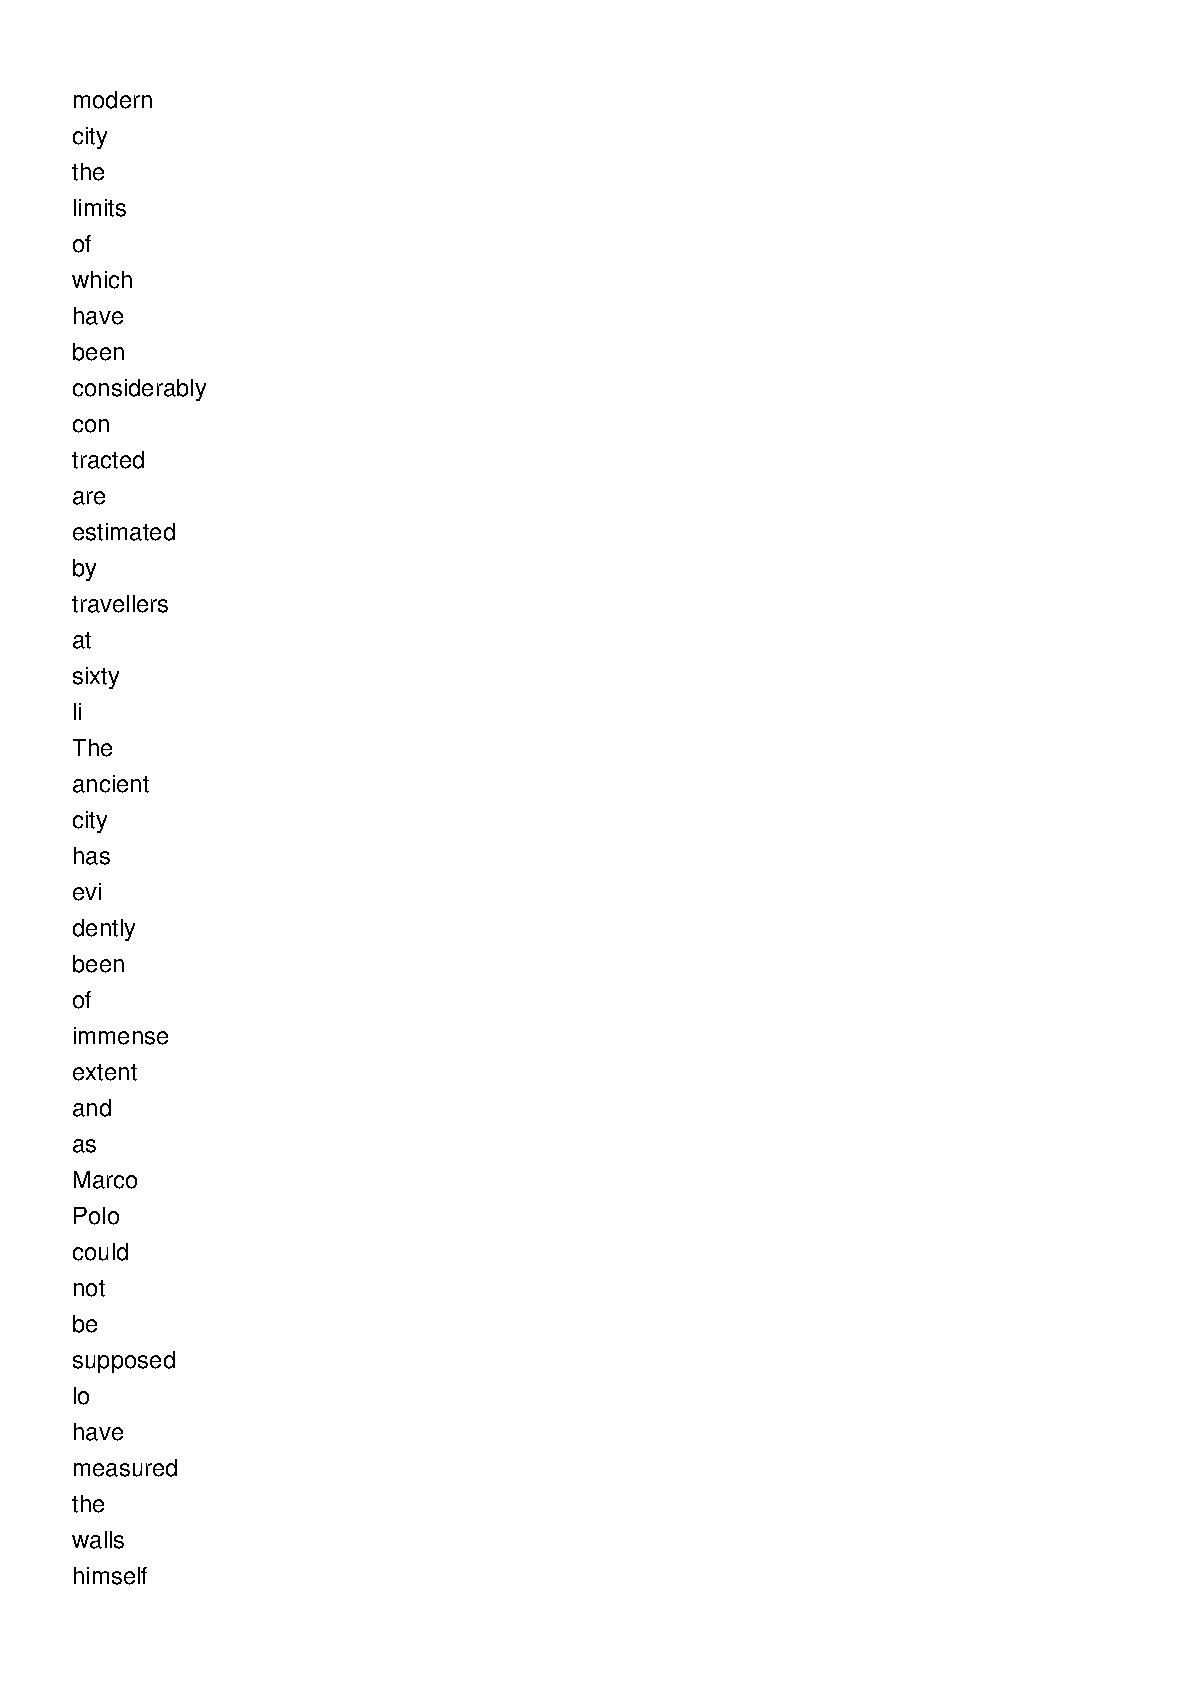 modern
city
the
limits
of
which
have
been
considerably
con
tracted
are
estimated
by
travellers
at
sixty
li
The
ancient
city
has
evi
dently
been
of
immense
extent
and
as
Marco
Polo
could
not
be
supposed
lo
have
measured
the
walls
himself